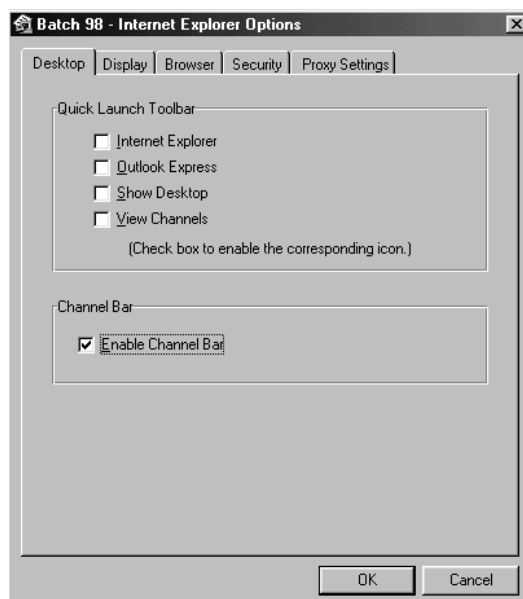 Batch 98 - Internet Explorer Options
Desktop Display Browser Security Proxy Settings
Quick Launch Toolbar
Internet Explorer
Outlook Express
Show Desktop
View Channels
(Check box to enable the corresponding icon.)
Channel Bar
Enable Channel Bar
OK Cancel